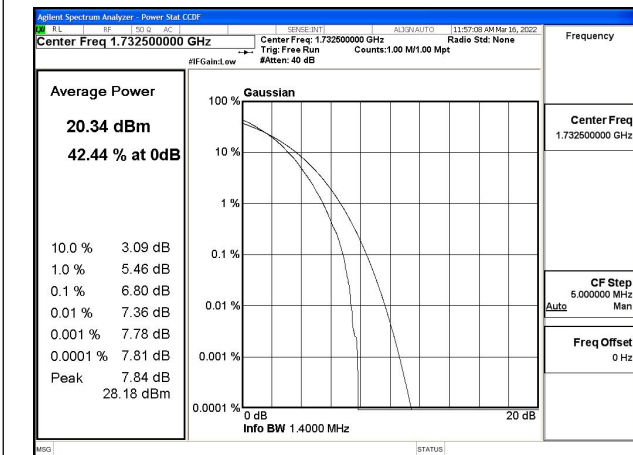 Agilent Spectrum Analyzer - Power Stat CCDF
RL RF 50 Ω AC SENSE:INT ALIGN AUTO 11:57:08 AM Mar 16, 2022
Center Freq 1.732500000 GHz
Center Freq: 1.732500000 GHz Radio Std: None
Trig: Free Run Counts:1.00 M/1.00 Mpt
#IFGain:Low #Atten: 40 dB
Frequency
Average Power
20.34 dBm
42.44 % at 0dB
10.0 % 3.09 dB
1.0 % 5.46 dB
0.1 % 6.80 dB
0.01 % 7.36 dB
0.001 % 7.78 dB
0.0001 % 7.81 dB
Peak 7.84 dB
28.18 dBm
Gaussian
100 %
10 %
1 %
0.1 %
0.01 %
0.001 %
0.0001 %
0 dB 20 dB
Info BW 1.4000 MHz
Center Freq
1.732500000 GHz
CF Step
5.000000 MHz
Auto Man
Freq Offset
0 Hz
MSG STATUS